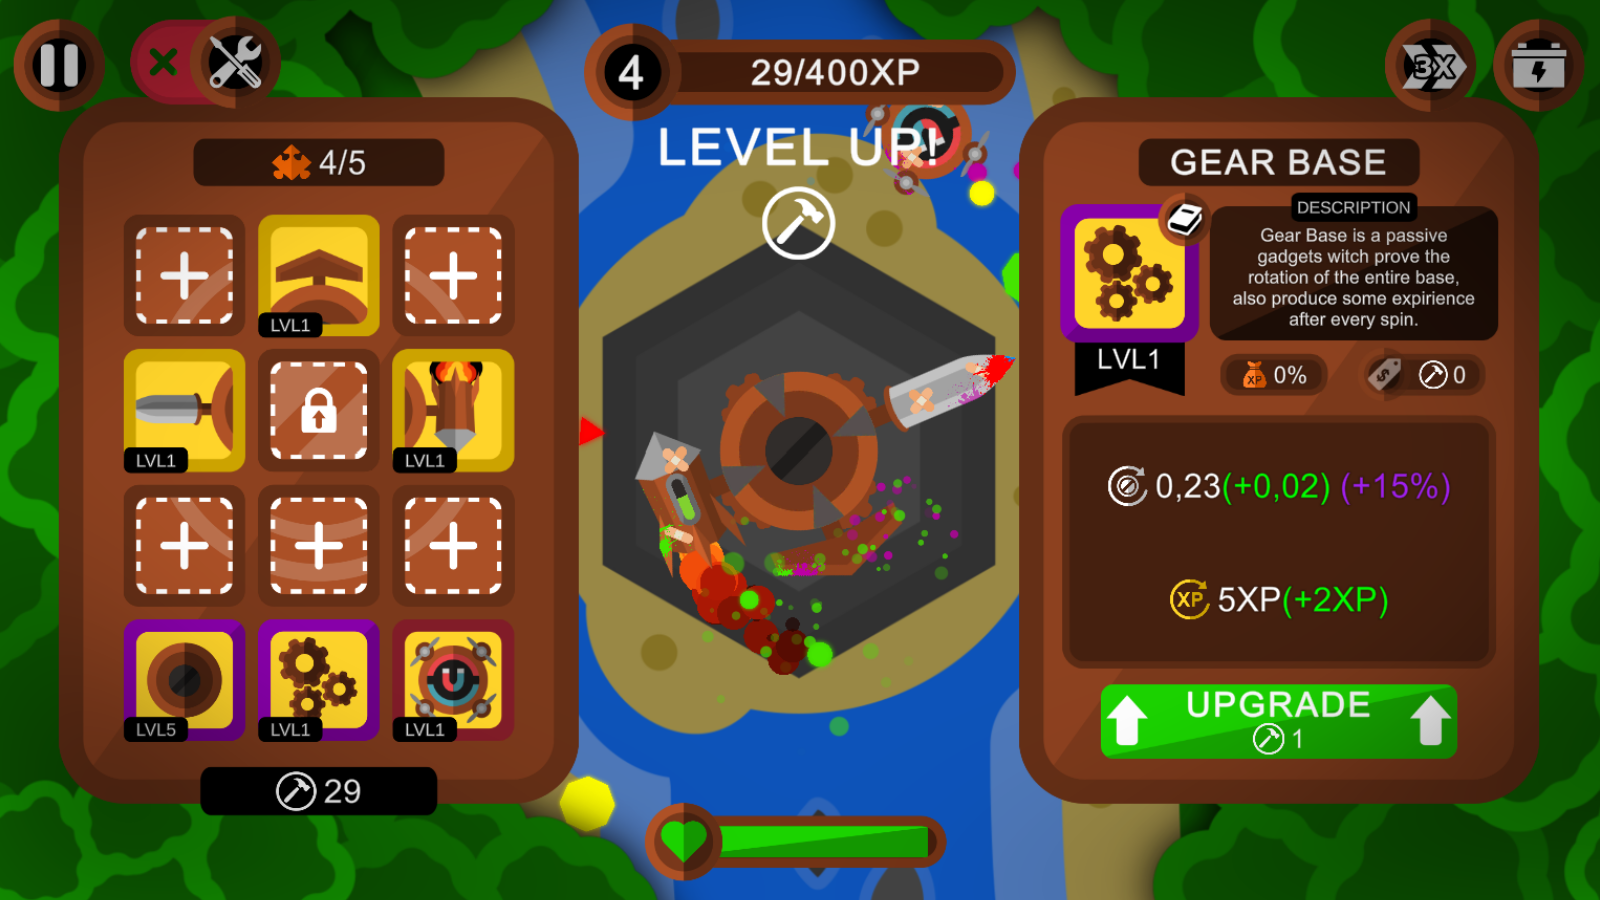 3X
4
29/400XP
LEVEL UP!
4/5
LVL1
LVL1
LVL1
LVL5
LVL1
LVL1
29
GEAR BASE
DESCRIPTION
Gear Base is a passive
gadgets witch prove the
rotation of the entire base,
also produce some expirience
after every spin.
LVL1
XP 0%
$ 0
0,23(+0,02) (+15%)
XP 5XP(+2XP)
UPGRADE
1